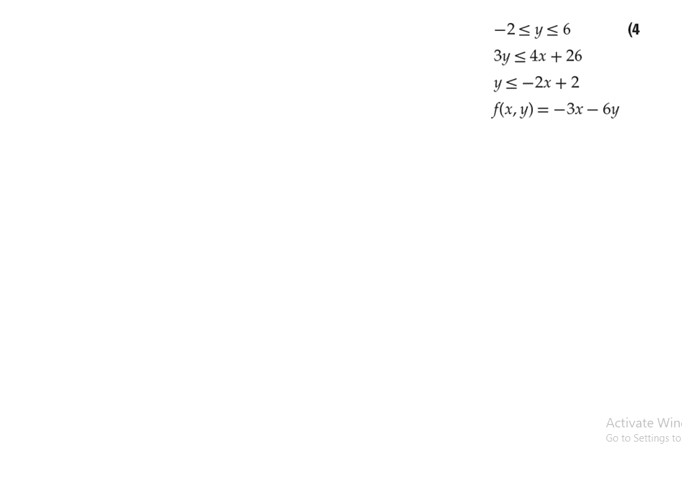 −2 ≤ y ≤ 6 (4
3y ≤ 4x + 26
y ≤ −2x + 2
f(x, y) = −3x − 6y
Activate Win
Go to Settings to